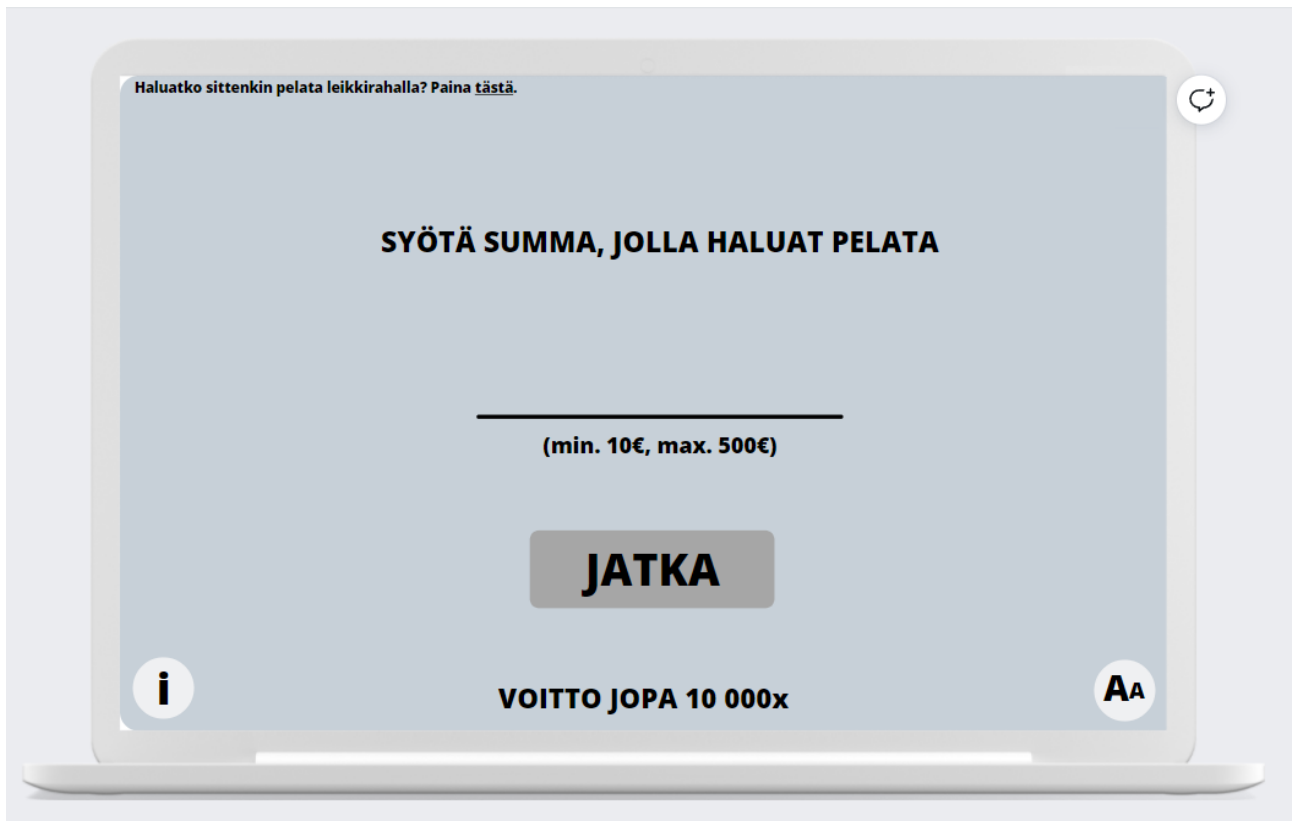 Haluatko sittenkin pelata leikkirahalla? Paina tästä.
SYÖTÄ SUMMA, JOLLA HALUAT PELATA
(min. 10€, max. 500€)
JATKA
i
VOITTO JOPA 10 000x
AA